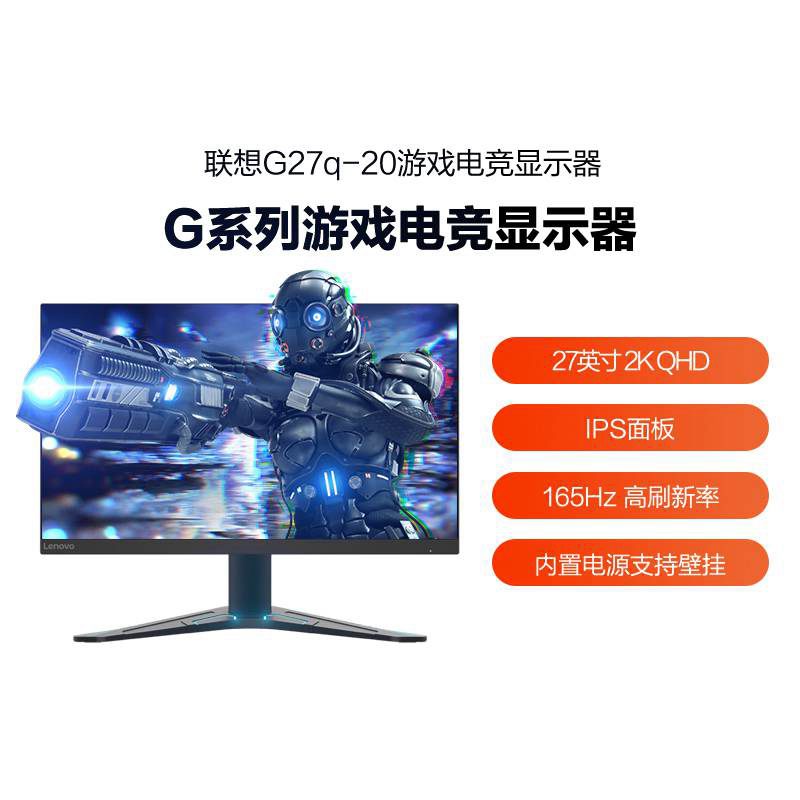 联想G27q-20游戏电竞显示器
G系列游戏电竞显示器
27英寸 2K QHD
IPS面板
165Hz 高刷新率
内置电源支持壁挂
Lenovo